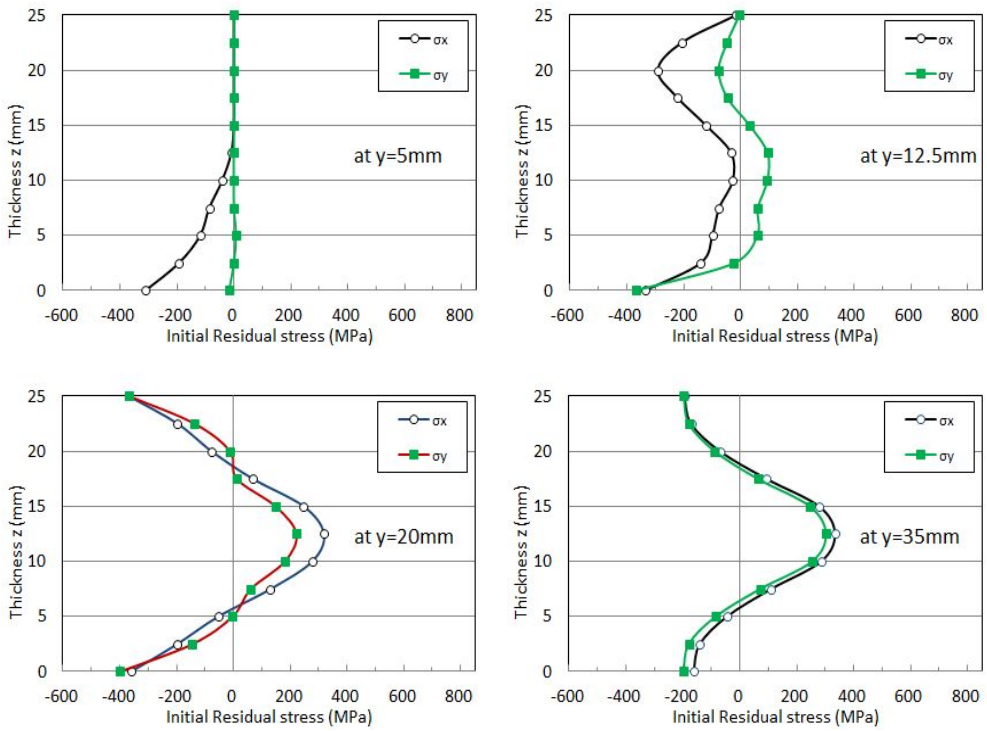 25
20
15
10
5
0
Thickness z (mm)
σx
σy
at y=5mm
-600 -400 -200 0 200 400 600 800
Initial Residual stress (MPa)
25
20
15
10
5
0
Thickness z (mm)
σx
σy
at y=12.5mm
-600 -400 -200 0 200 400 600 800
Initial Residual stress (MPa)
25
20
15
10
5
0
Thickness z (mm)
σx
σy
at y=20mm
-600 -400 -200 0 200 400 600 800
Initial Residual stress (MPa)
25
20
15
10
5
0
Thickness z (mm)
σx
σy
at y=35mm
-600 -400 -200 0 200 400 600 800
Initial Residual stress (MPa)